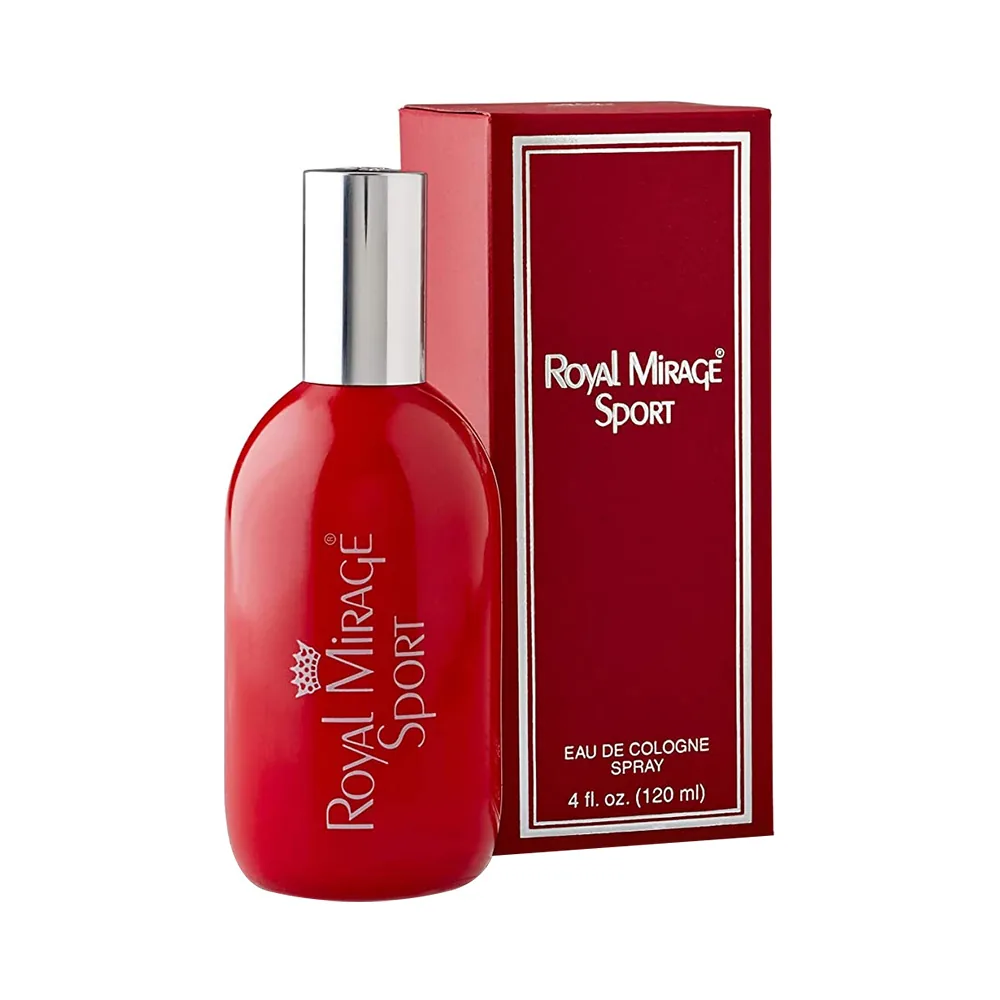 ROYAL MIRAGE®
SPORT
ROYAL MIRAGE®
SPORT
EAU DE COLOGNE
SPRAY
4 fl. oz. (120 ml)